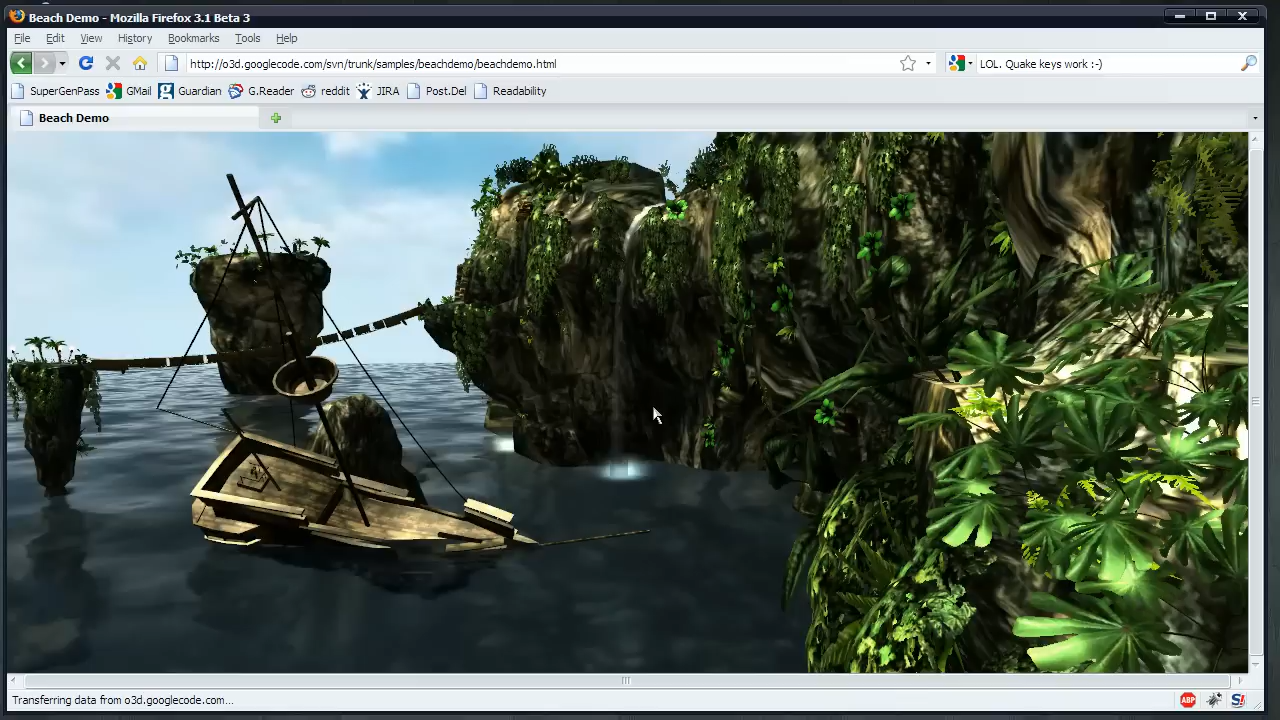 Beach Demo - Mozilla Firefox 3.1 Beta 3
File Edit View History Bookmarks Tools Help
http://o3d.googlecode.com/svn/trunk/samples/beachdemo/beachdemo.html LOL. Quake keys work :-)
SuperGenPass GMail Guardian G.Reader reddit JIRA Post.Del Readability
Beach Demo
Transferring data from o3d.googlecode.com... ABP S!